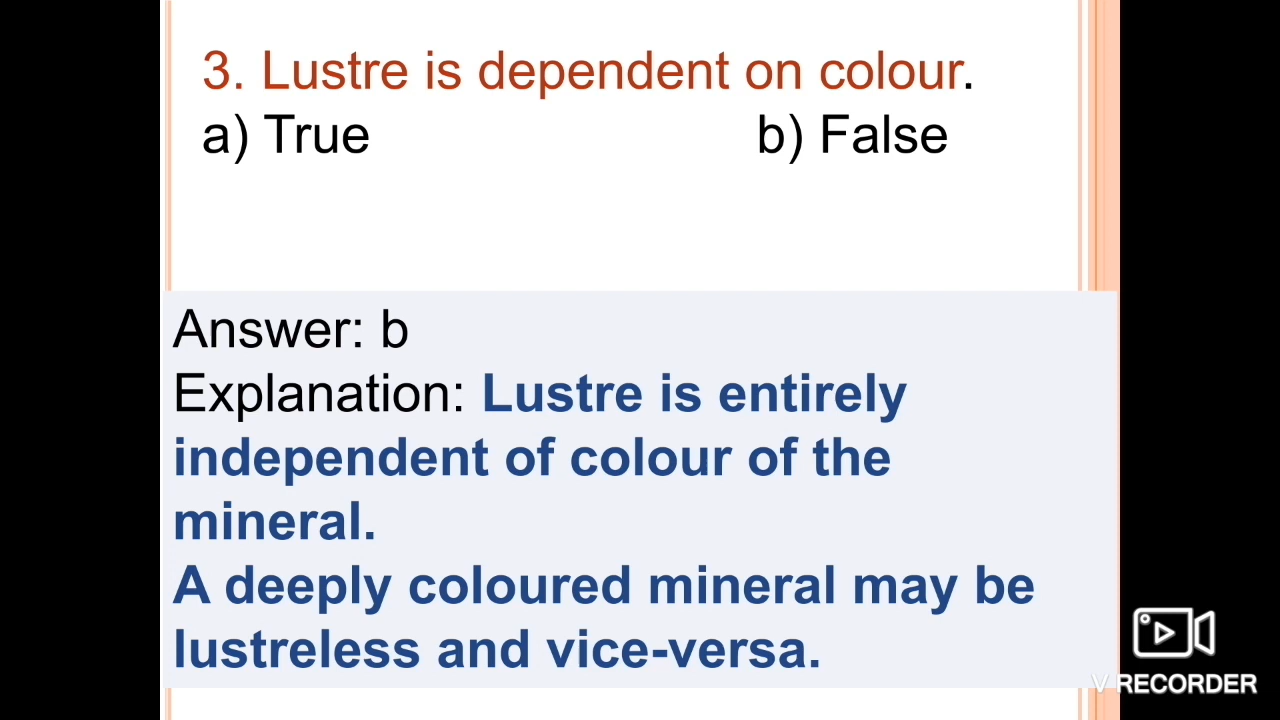 3. Lustre is dependent on colour.
a) True b) False
Answer: b
Explanation: Lustre is entirely
independent of colour of the
mineral.
A deeply coloured mineral may be
lustreless and vice-versa.
V RECORDER